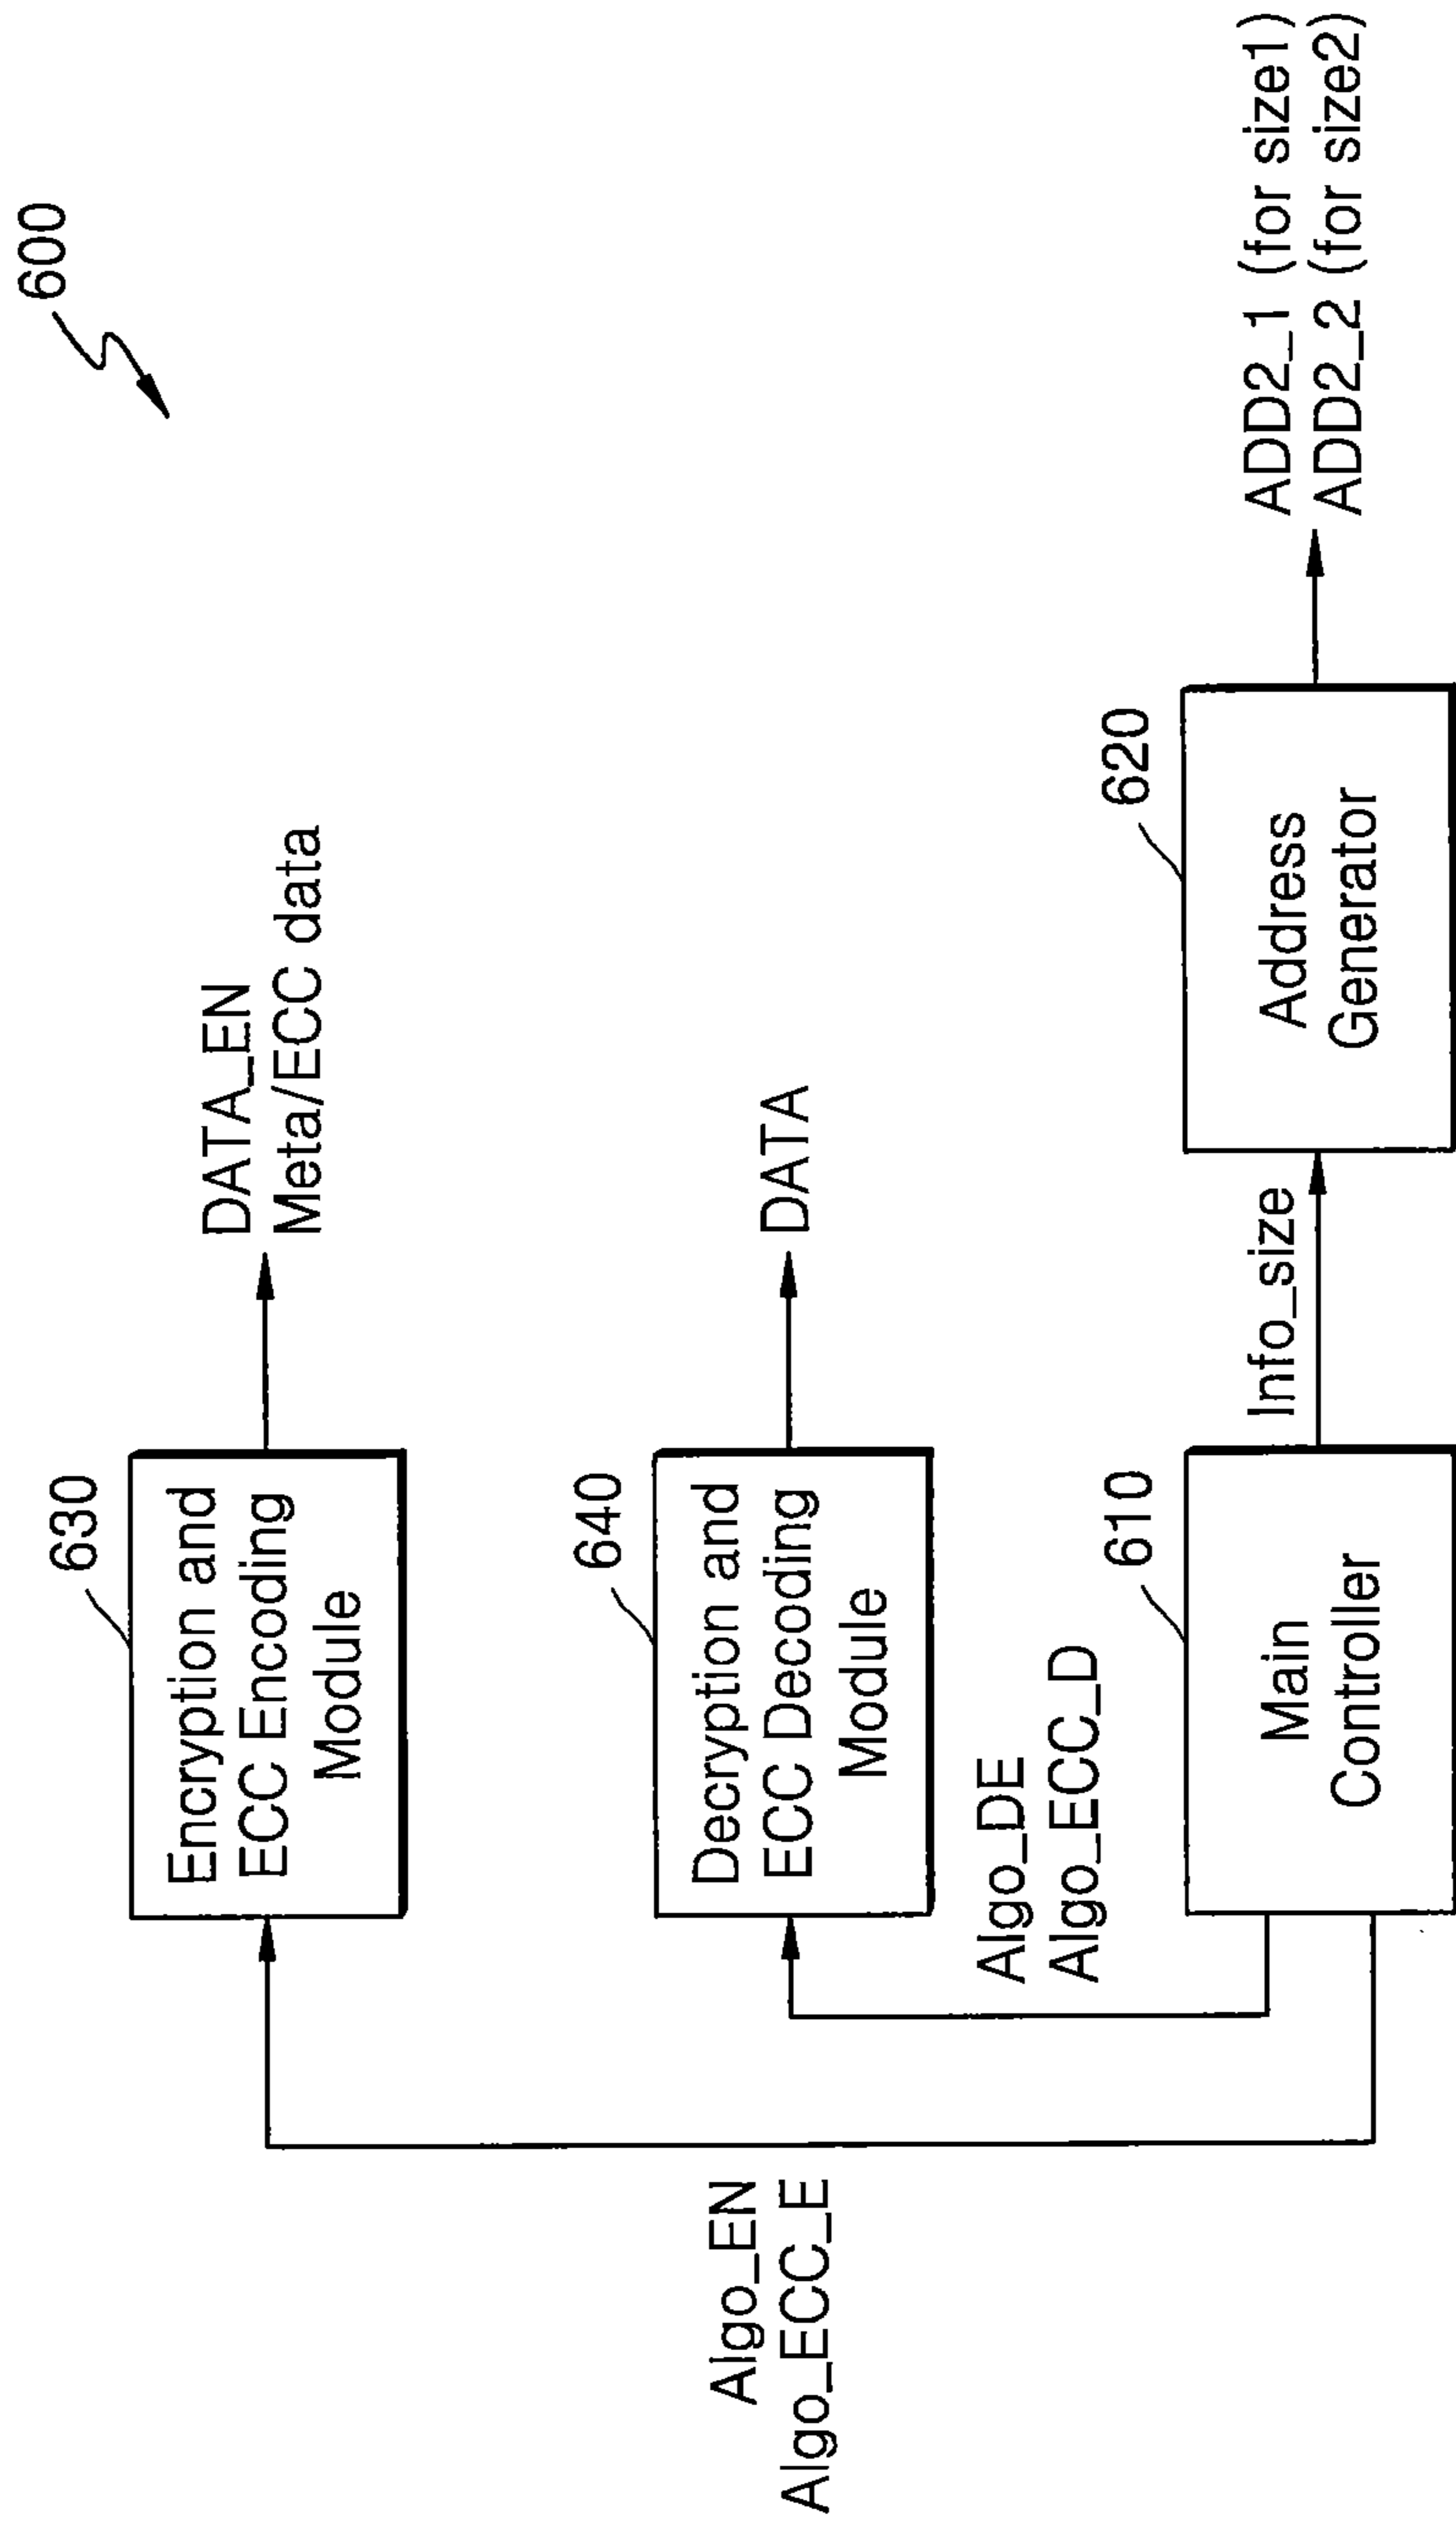 600
630
Encryption and
ECC Encoding
Module
DATA_EN
Meta/ECC data
640
Decryption and
ECC Decoding
Module
DATA
Algo_EN
Algo_ECC_E
Algo_DE
Algo_ECC_D
610
Main
Controller
Info_size
620
Address
Generator
ADD2_1 (for size1)
ADD2_2 (for size2)